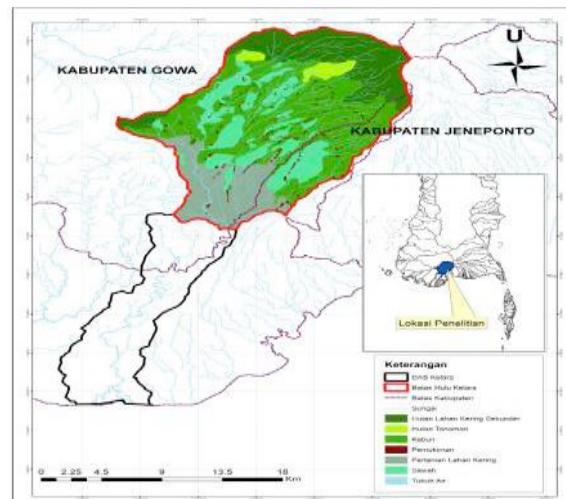 U
KABUPATEN GOWA
KABUPATEN JENEPONTO
Lokasi Penelitian
Keterangan
DAS Kelara
Batas Hulu Kelara
Batas Kabupaten
Sungai
Hutan Lahan Kering Sekunder
Hutan Tanaman
Kebun
Pemukiman
Pertanian Lahan Kering
Sawah
Tubuh Air
0 2.25 4.5 9 13.5 18
Km